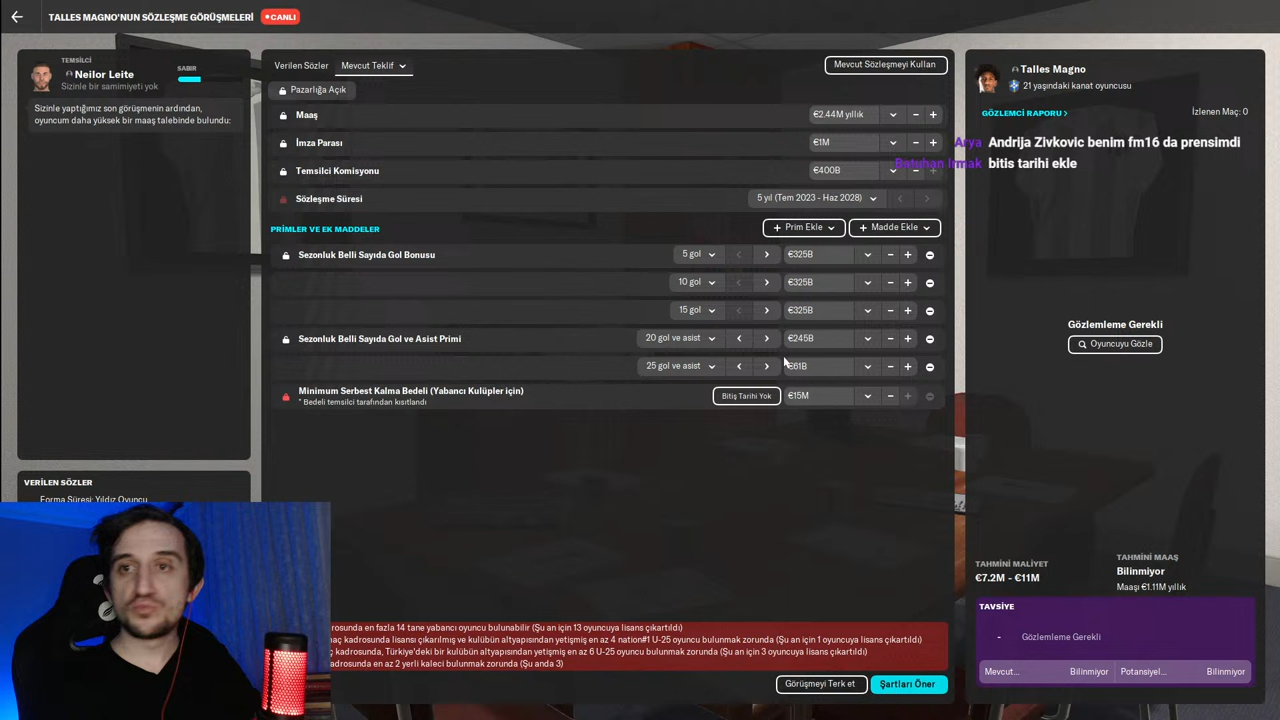 TALLES MAGNO'NUN SÖZLEŞME GÖRÜŞMELERİ
CANLI
TEMSİLCİ
Neilor Leite
Sizinle bir samimiyeti yok
SABIR
Sizinle yaptığımız son görüşmenin ardından,
oyuncum daha yüksek bir maaş talebinde bulundu:
VERİLEN SÖZLER
Forma Süresi: Yıldız Oyuncu
Verilen Sözler
Mevcut Teklif
Mevcut Sözleşmeyi Kullan
Pazarlığa Açık
Maaş
€2.44M yıllık
İmza Parası
€1M
Temsilci Komisyonu
€400B
Sözleşme Süresi
5 yıl (Tem 2023 - Haz 2028)
PRİMLER VE EK MADDELER
Prim Ekle
Madde Ekle
Sezonluk Belli Sayıda Gol Bonusu
5 gol
€325B
10 gol
€325B
15 gol
€325B
Sezonluk Belli Sayıda Gol ve Asist Primi
20 gol ve asist
€245B
25 gol ve asist
€61B
Minimum Serbest Kalma Bedeli (Yabancı Kulüpler için)
* Bedeli temsilci tarafından kısıtlandı
Bitiş Tarihi Yok
€15M
rosunda en fazla 14 tane yabancı oyuncu bulunabilir (Şu an için 13 oyuncuya lisans çıkartıldı)
aç kadrosunda lisansı çıkarılmış ve kulübün altyapısından yetişmiş en az 4 nation#1 U-25 oyuncu bulunmak zorunda (Şu an için 1 oyuncuya lisans çıkartıldı)
ç kadrosunda, Türkiye'deki bir kulübün altyapısından yetişmiş en az 6 U-25 oyuncu bulunmak zorunda (Şu an için 3 oyuncuya lisans çıkartıldı)
adrosunda en az 2 yerli kaleci bulunmak zorunda (Şu anda 3)
Görüşmeyi Terk et
Şartları Öner
Talles Magno
21 yaşındaki kanat oyuncusu
GÖZLEMCİ RAPORU
İzlenen Maç: 0
Arya Andrija Zivkovic benim fm16 da prensimdi
Batuhan Irmak bitis tarihi ekle
Gözlemleme Gerekli
Oyuncuyu Gözle
TAHMİNİ MALİYET
€7.2M - €11M
TAHMİNİ MAAŞ
Bilinmiyor
Maaşı €1.11M yıllık
TAVSİYE
- Gözlemleme Gerekli
Mevcut... Bilinmiyor
Potansiyel... Bilinmiyor